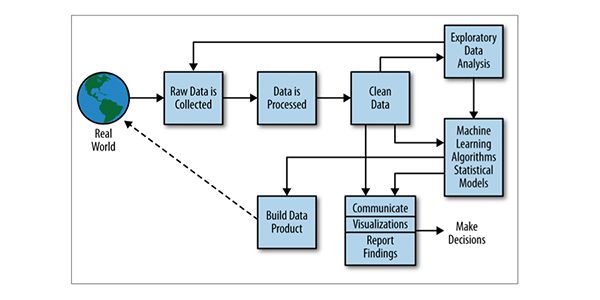 Exploratory
Data
Analysis
Raw Data is
Collected
Data is
Processed
Clean
Data
Real
World
Machine
Learning
Algorithms
Statistical
Models
Build Data
Product
Communicate
Visualizations
Report
Findings
Make
Decisions